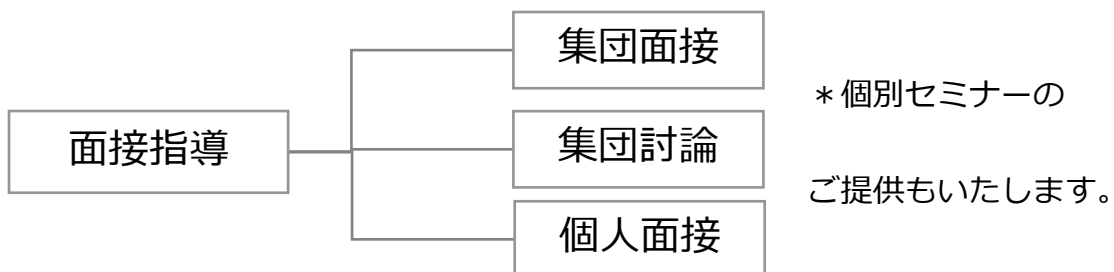 集団面接
＊個別セミナーの
面接指導
集団討論
ご提供もいたします。
個人面接